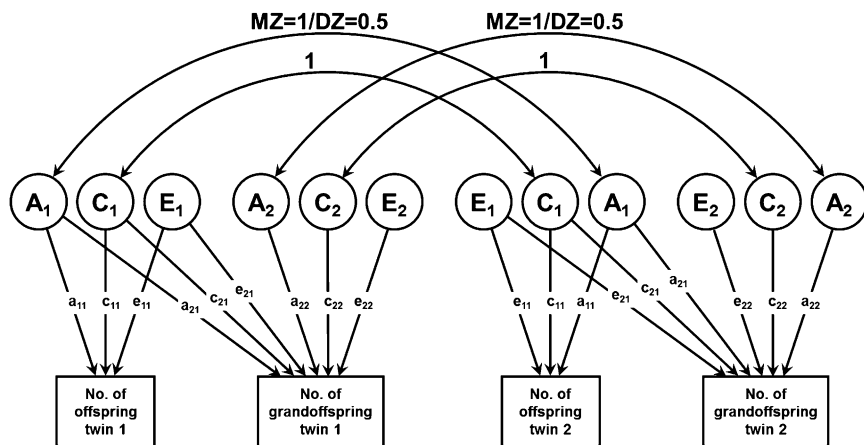 MZ=1/DZ=0.5 MZ=1/DZ=0.5
1 1
A₁ C₁ E₁ A₂ C₂ E₂ E₁ C₁ A₁ E₂ C₂ A₂
a₁₁ c₁₁ e₁₁ a₂₁ c₂₁ e₂₁ a₂₂ c₂₂ e₂₂ e₁₁ c₁₁ a₁₁ e₂₁ c₂₁ a₂₁ e₂₂ c₂₂ a₂₂
No. of
offspring
twin 1
No. of
grandoffspring
twin 1
No. of
offspring
twin 2
No. of
grandoffspring
twin 2